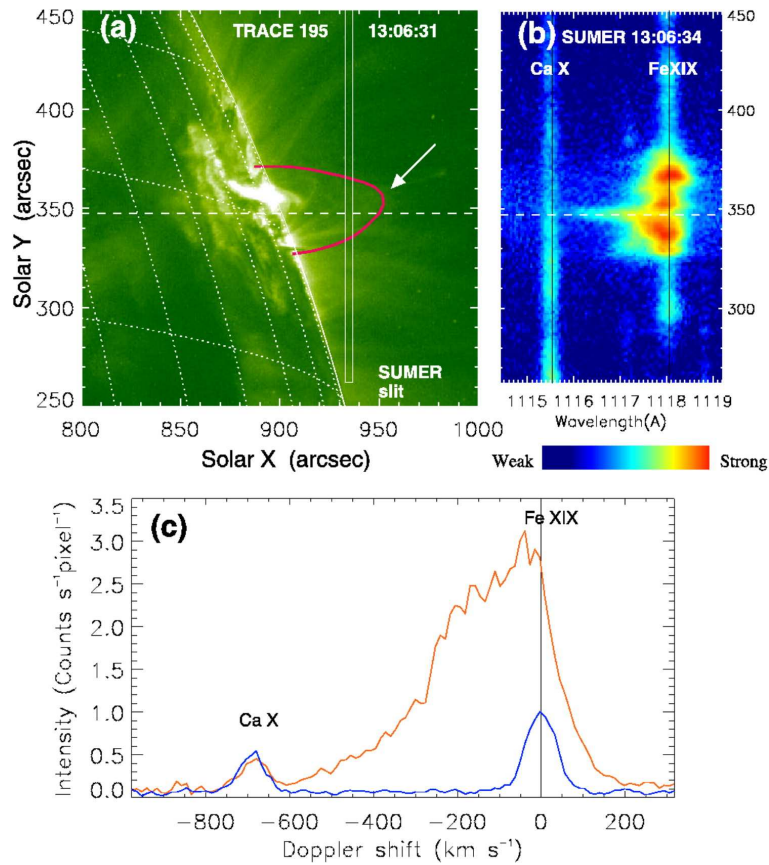 (a) TRACE 195 13:06:31
450
400
350
300
250
Solar Y (arcsec)
SUMER
slit
800 850 900 950 1000
Solar X (arcsec)
(b) SUMER 13:06:34
Ca X FeXIX
450
400
350
300
1115 1116 1117 1118 1119
Wavelength(A)
Weak Strong
(c)
Fe XIX
Ca X
3.5
3.0
2.5
2.0
1.5
1.0
0.5
0.0
Intensity (Counts s⁻¹pixel⁻¹)
−800 −600 −400 −200 0 200
Doppler shift (km s⁻¹)